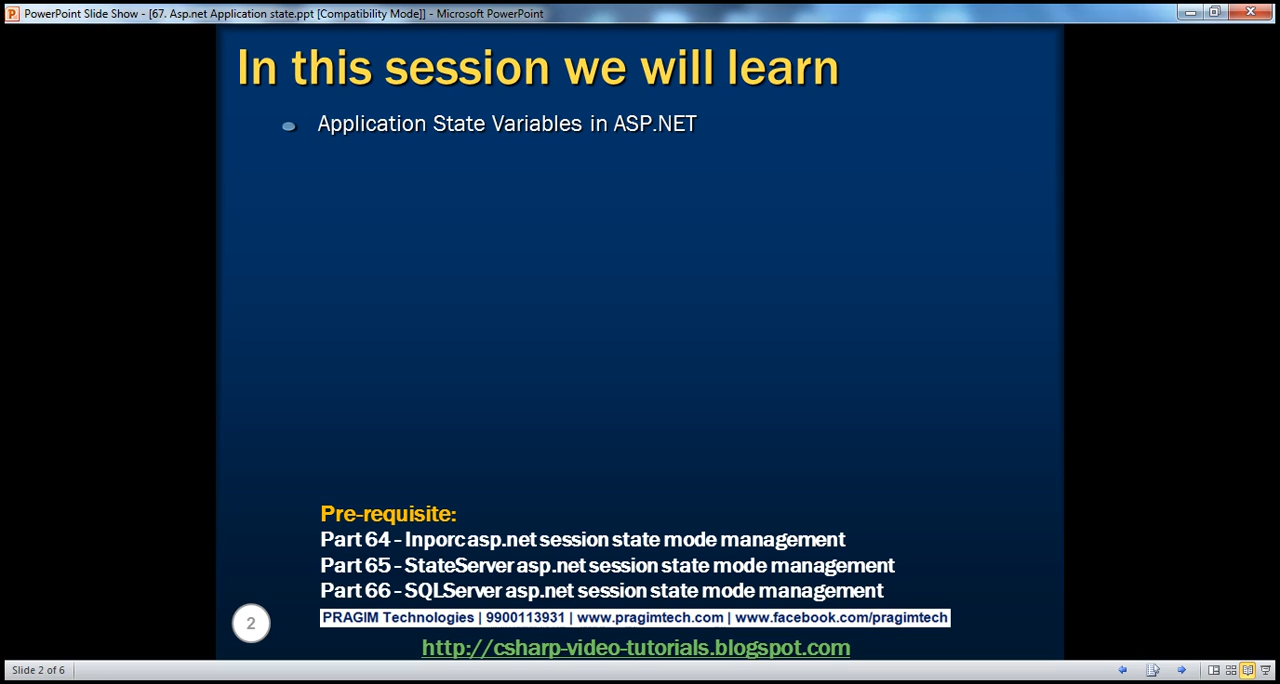 PowerPoint Slide Show - [67. Asp.net Application state.ppt [Compatibility Mode]] - Microsoft PowerPoint
In this session we will learn
Application State Variables in ASP.NET
Pre-requisite:
Part 64 - Inporc asp.net session state mode management
Part 65 - StateServer asp.net session state mode management
Part 66 - SQLServer asp.net session state mode management
PRAGIM Technologies | 9900113931 | www.pragimtech.com | www.facebook.com/pragimtech
2
http://csharp-video-tutorials.blogspot.com
Slide 2 of 6